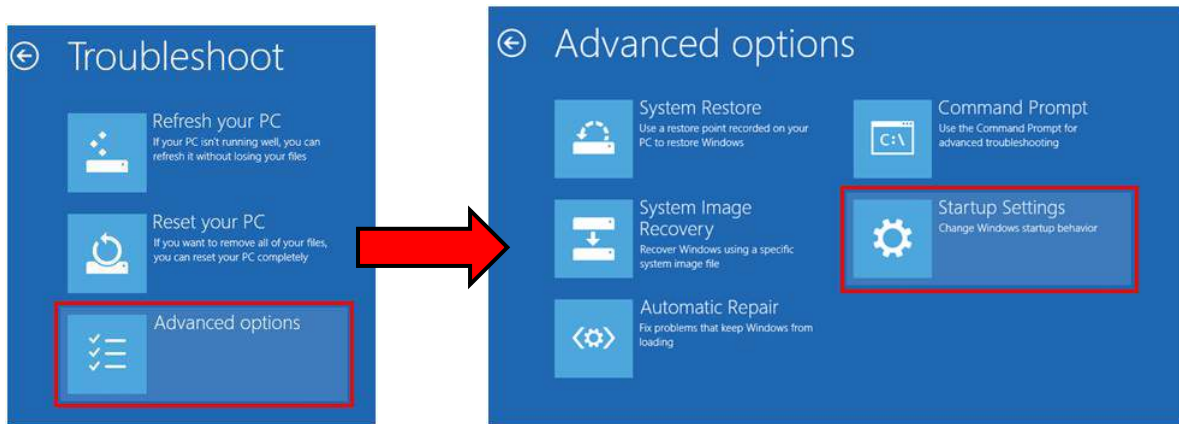 Troubleshoot
Refresh your PC
If your PC isn't running well, you can
refresh it without losing your files
Reset your PC
If you want to remove all of your files,
you can reset your PC completely
Advanced options
Advanced options
System Restore
Use a restore point recorded on your
PC to restore Windows
System Image
Recovery
Recover Windows using a specific
system image file
Automatic Repair
Fix problems that keep Windows from
loading
C:\
Command Prompt
Use the Command Prompt for
advanced troubleshooting
Startup Settings
Change Windows startup behavior